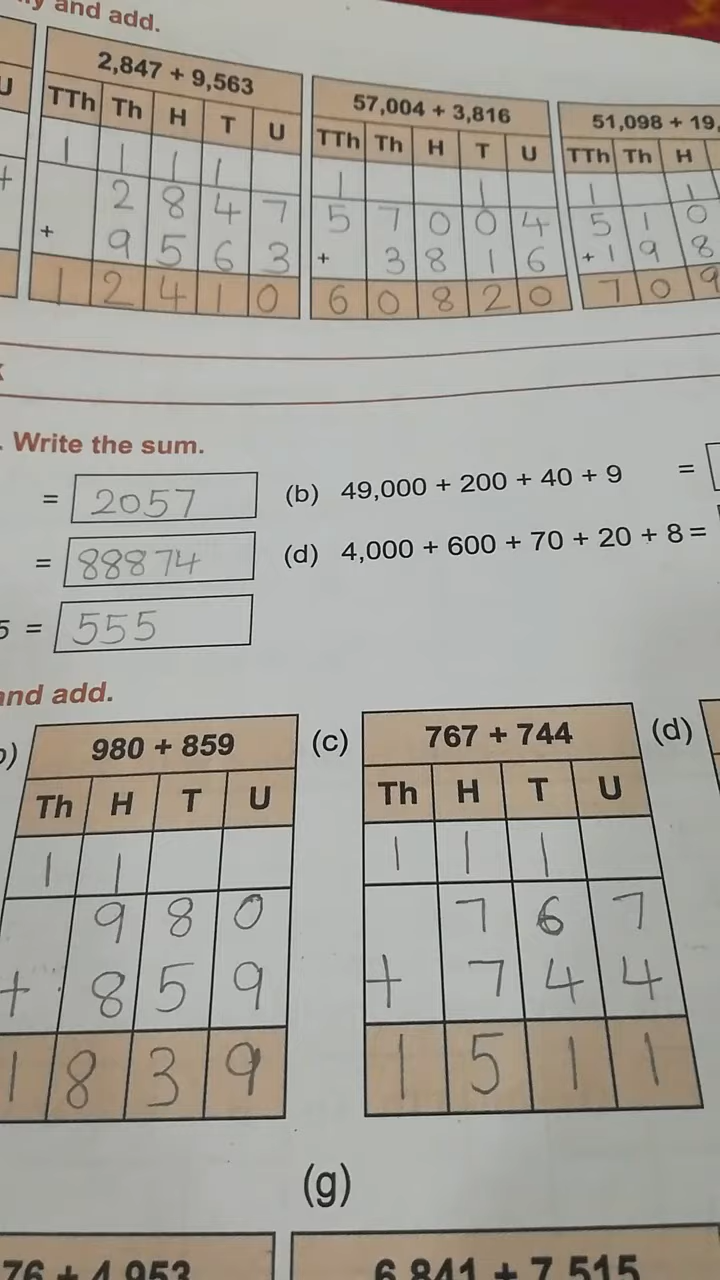 and add.
2,847 + 9,563
57,004 + 3,816
51,098 + 19,
U
TTh Th H T U
TTh Th H T U
TTh Th H
1 1 1 1
1 1
1 1
2 8 4 7
5 7 0 0 4
5 1 0
+ 9 5 6 3
+ 3 8 1 6
+ 1 9 8
1 2 4 1 0
6 0 8 2 0
7 0 9
Write the sum.
= 2057
(b) 49,000 + 200 + 40 + 9 =
= 88874
(d) 4,000 + 600 + 70 + 20 + 8 =
5 = 555
and add.
980 + 859
(c) 767 + 744
(d)
Th H T U
Th H T U
1 1
1 1 1
9 8 0
7 6 7
+ 8 5 9
+ 7 4 4
1 8 3 9
1 5 1 1
(g)
76 + 4,953
6,841 + 7,515